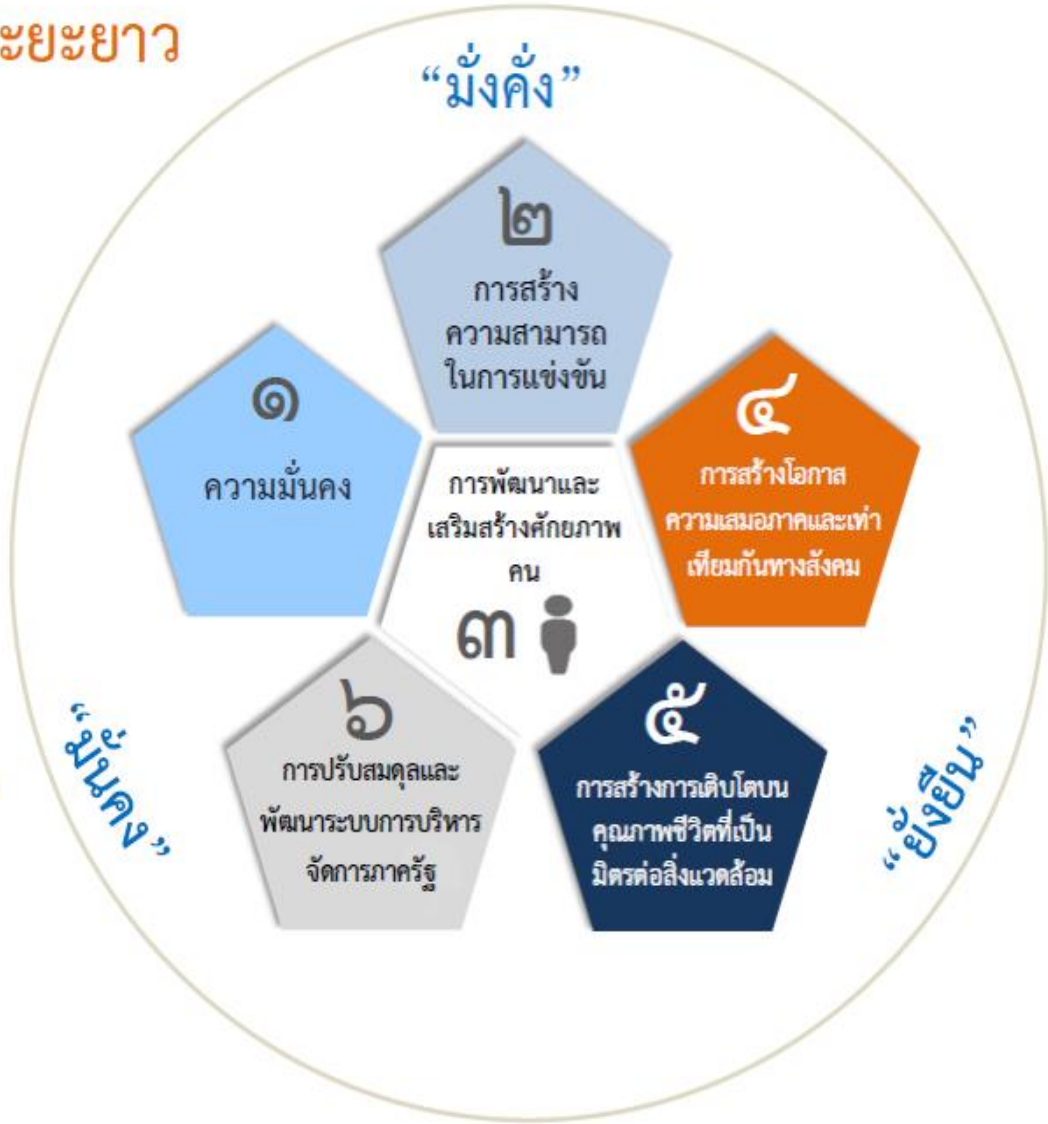 ะยะยาว
“มั่งคั่ง”
๒
การสร้าง
ความสามารถ
ในการแข่งขัน
๑
ความมั่นคง
๔
การสร้างโอกาส
ความเสมอภาคและเท่า
เทียมกันทางสังคม
การพัฒนาและ
เสริมสร้างศักยภาพ
คน
๓
๖
การปรับสมดุลและ
พัฒนาระบบการบริหาร
จัดการภาครัฐ
๕
การสร้างการเติบโตบน
คุณภาพชีวิตที่เป็น
มิตรต่อสิ่งแวดล้อม
“มั่นคง”
“ยั่งยืน”